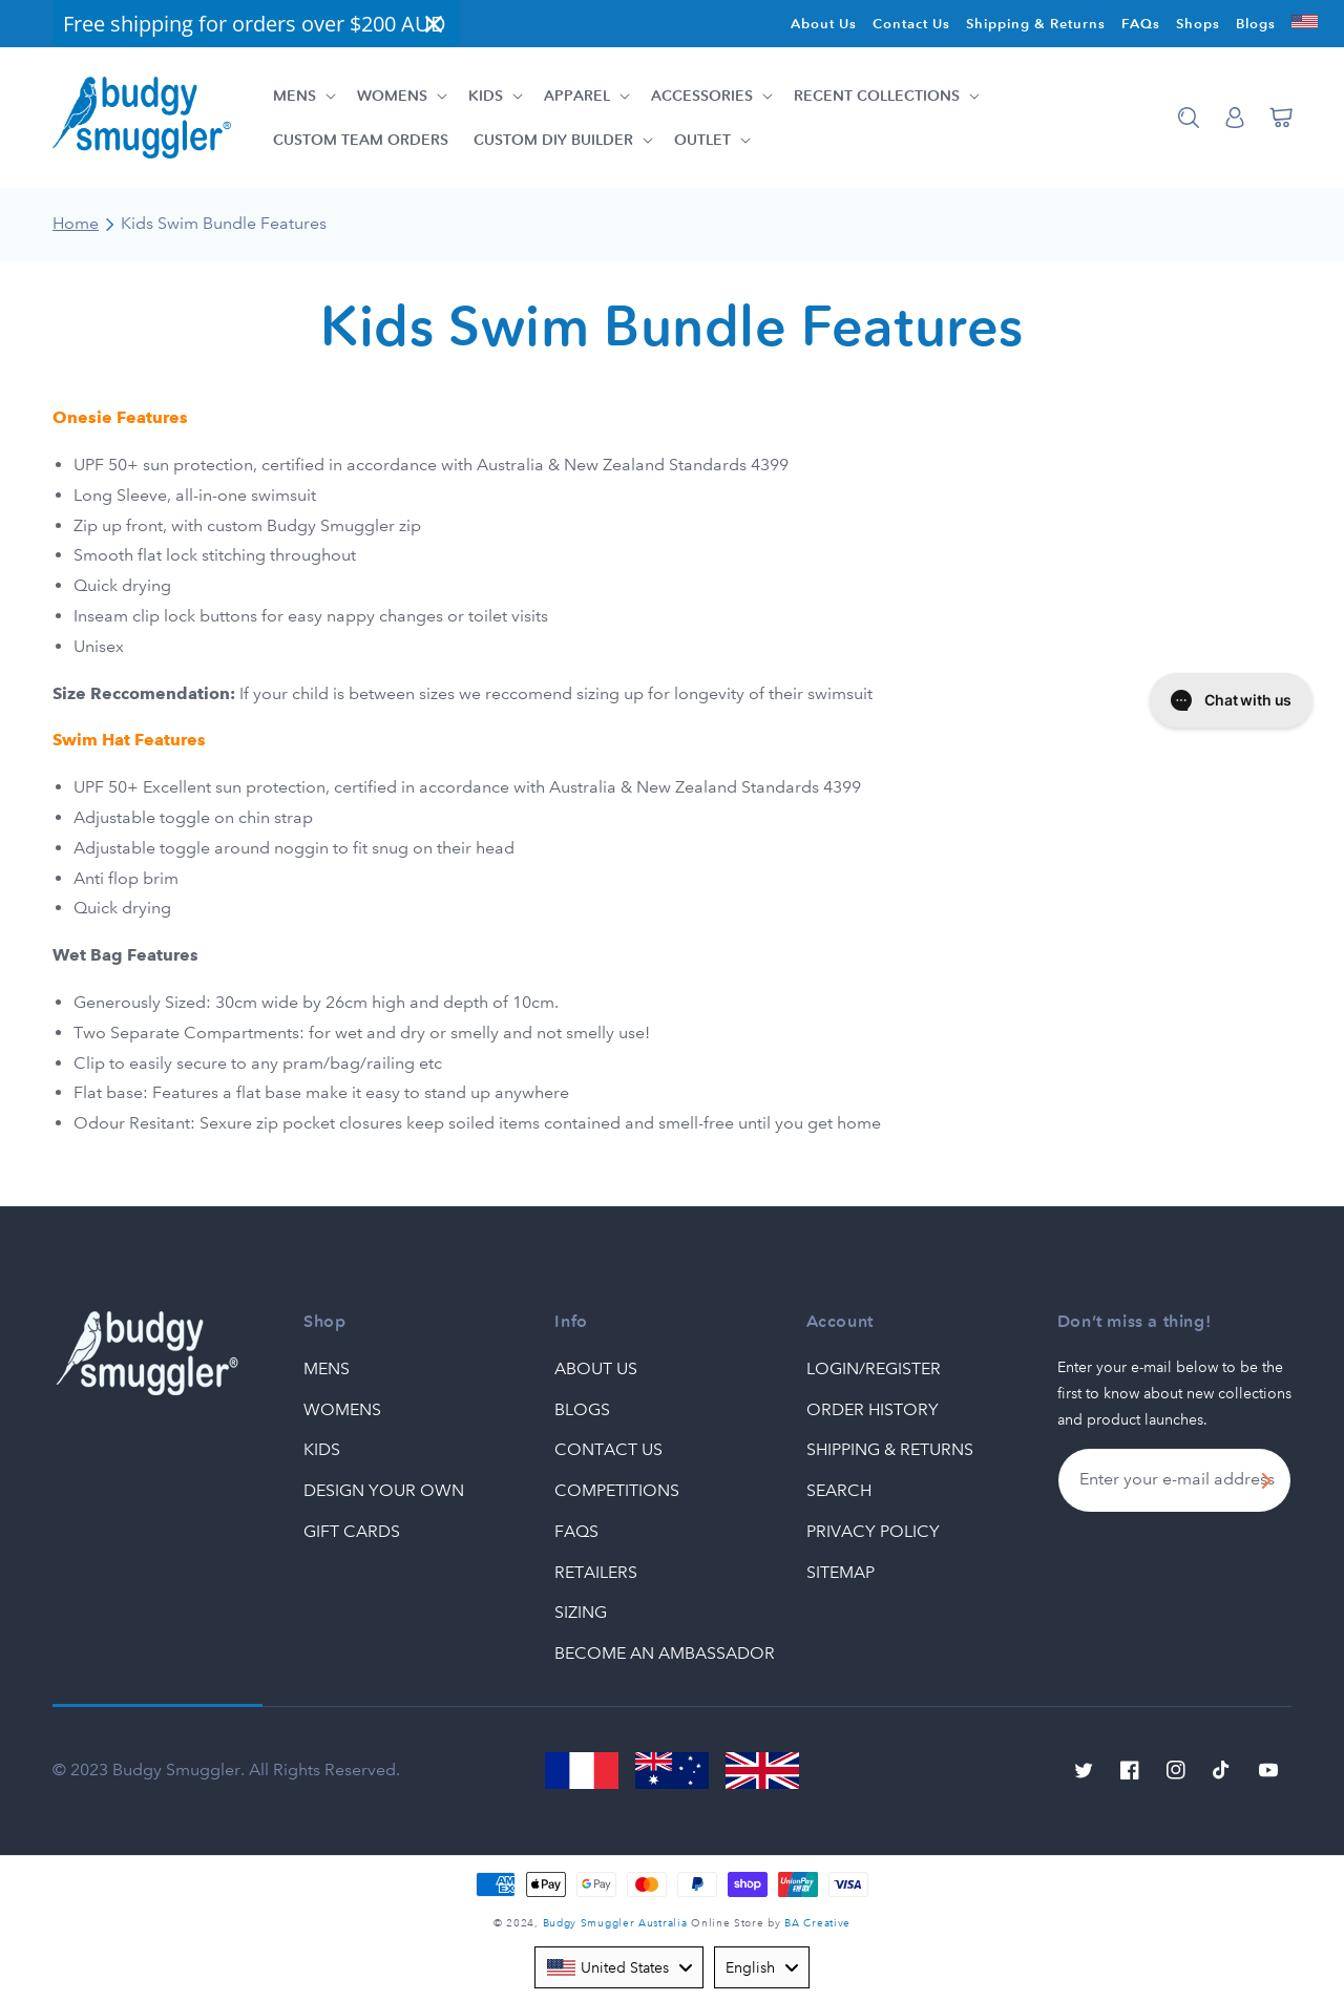 Free shipping for orders over $200 AUD
About Us Contact Us Shipping & Returns FAQs Shops Blogs
budgy smuggler®
MENS WOMENS KIDS APPAREL ACCESSORIES RECENT COLLECTIONS
CUSTOM TEAM ORDERS CUSTOM DIY BUILDER OUTLET
Home Kids Swim Bundle Features
Kids Swim Bundle Features
Onesie Features
• UPF 50+ sun protection, certified in accordance with Australia & New Zealand Standards 4399
• Long Sleeve, all-in-one swimsuit
• Zip up front, with custom Budgy Smuggler zip
• Smooth flat lock stitching throughout
• Quick drying
• Inseam clip lock buttons for easy nappy changes or toilet visits
• Unisex
Size Reccomendation: If your child is between sizes we reccomend sizing up for longevity of their swimsuit
Chat with us
Swim Hat Features
• UPF 50+ Excellent sun protection, certified in accordance with Australia & New Zealand Standards 4399
• Adjustable toggle on chin strap
• Adjustable toggle around noggin to fit snug on their head
• Anti flop brim
• Quick drying
Wet Bag Features
• Generously Sized: 30cm wide by 26cm high and depth of 10cm.
• Two Separate Compartments: for wet and dry or smelly and not smelly use!
• Clip to easily secure to any pram/bag/railing etc
• Flat base: Features a flat base make it easy to stand up anywhere
• Odour Resitant: Sexure zip pocket closures keep soiled items contained and smell-free until you get home
budgy smuggler®
Shop
MENS
WOMENS
KIDS
DESIGN YOUR OWN
GIFT CARDS
Info
ABOUT US
BLOGS
CONTACT US
COMPETITIONS
FAQS
RETAILERS
SIZING
BECOME AN AMBASSADOR
Account
LOGIN/REGISTER
ORDER HISTORY
SHIPPING & RETURNS
SEARCH
PRIVACY POLICY
SITEMAP
Don't miss a thing!
Enter your e-mail below to be the
first to know about new collections
and product launches.
Enter your e-mail address
© 2023 Budgy Smuggler. All Rights Reserved.
AMEX Pay G Pay shop UnionPay 银联 VISA
© 2024, Budgy Smuggler Australia Online Store by BA Creative
United States English